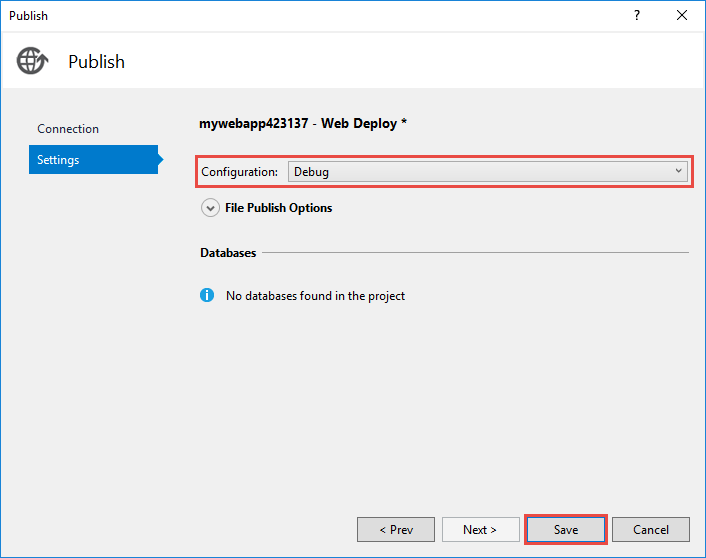 Publish
?
Publish
Connection
Settings
mywebapp423137 - Web Deploy *
Configuration: Debug
File Publish Options
Databases
No databases found in the project
< Prev Next > Save Cancel